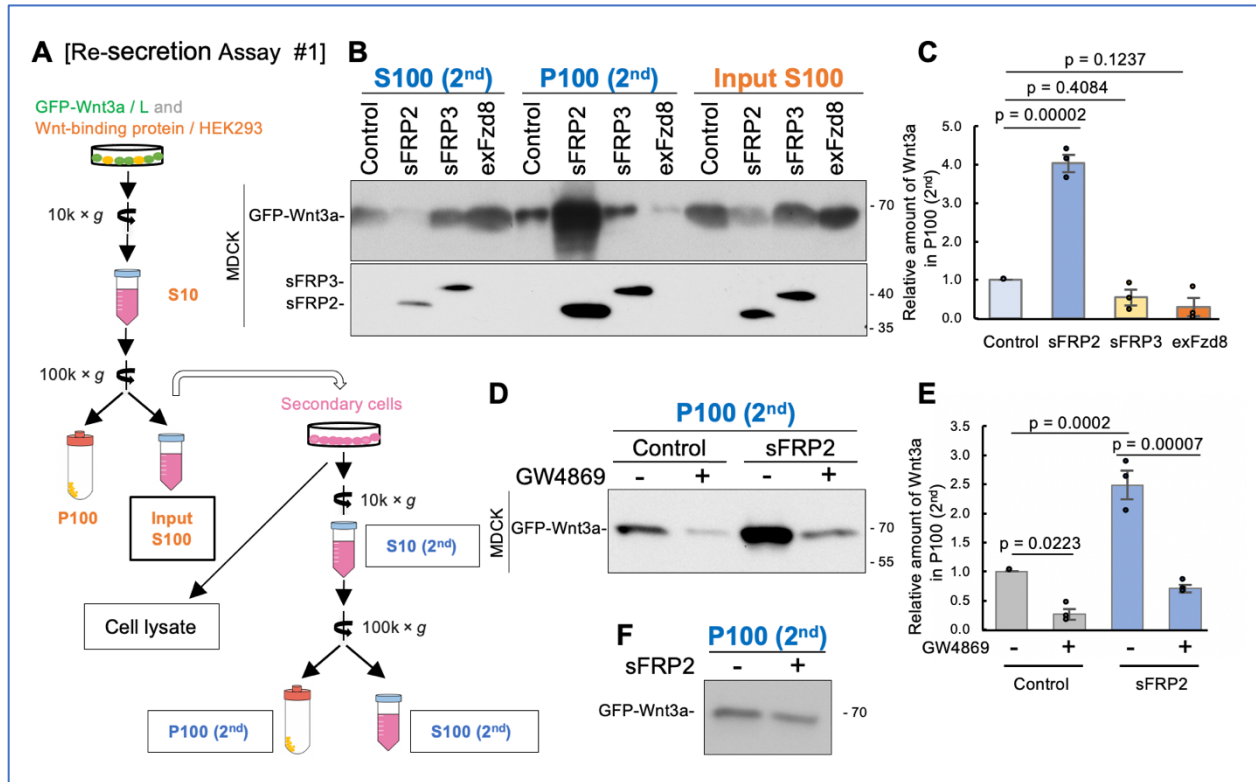 A [Re-secretion Assay #1]
GFP-Wnt3a / L and
Wnt-binding protein / HEK293
10k × g
S10
100k × g
P100
Input
S100
Secondary cells
10k × g
S10 (2nd)
Cell lysate
100k × g
P100 (2nd)
S100 (2nd)
B
S100 (2nd) P100 (2nd) Input S100
Control sFRP2 sFRP3 exFzd8 Control sFRP2 sFRP3 exFzd8 Control sFRP2 sFRP3 exFzd8
MDCK
GFP-Wnt3a-
- 70
sFRP3-
sFRP2-
- 40
- 35
C
p = 0.1237
p = 0.4084
p = 0.00002
Relative amount of Wnt3a
in P100 (2nd)
5.0
4.0
3.0
2.0
1.0
0.0
Control sFRP2 sFRP3 exFzd8
D
P100 (2nd)
Control sFRP2
GW4869 - + - +
MDCK
GFP-Wnt3a-
- 70
- 55
E
p = 0.0002
p = 0.00007
p = 0.0223
Relative amount of Wnt3a
in P100 (2nd)
3.5
3.0
2.5
2.0
1.5
1.0
0.5
0.0
GW4869 - + - +
Control sFRP2
F
P100 (2nd)
sFRP2 - +
GFP-Wnt3a-
- 70